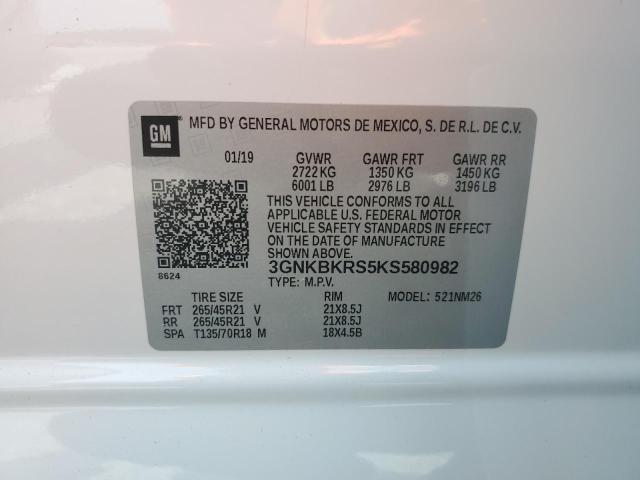 GM
MFD BY GENERAL MOTORS DE MEXICO, S. DE R.L. DE C.V.
01/19 GVWR GAWR FRT GAWR RR
2722 KG 1350 KG 1450 KG
6001 LB 2976 LB 3196 LB
THIS VEHICLE CONFORMS TO ALL
APPLICABLE U.S. FEDERAL MOTOR
VEHICLE SAFETY STANDARDS IN EFFECT
ON THE DATE OF MANUFACTURE
SHOWN ABOVE.
3GNKBKRS5KS580982
8624
TYPE: M.P.V.
TIRE SIZE RIM MODEL: 521NM26
FRT 265/45R21 V 21X8.5J
RR 265/45R21 V 21X8.5J
SPA T135/70R18 M 18X4.5B